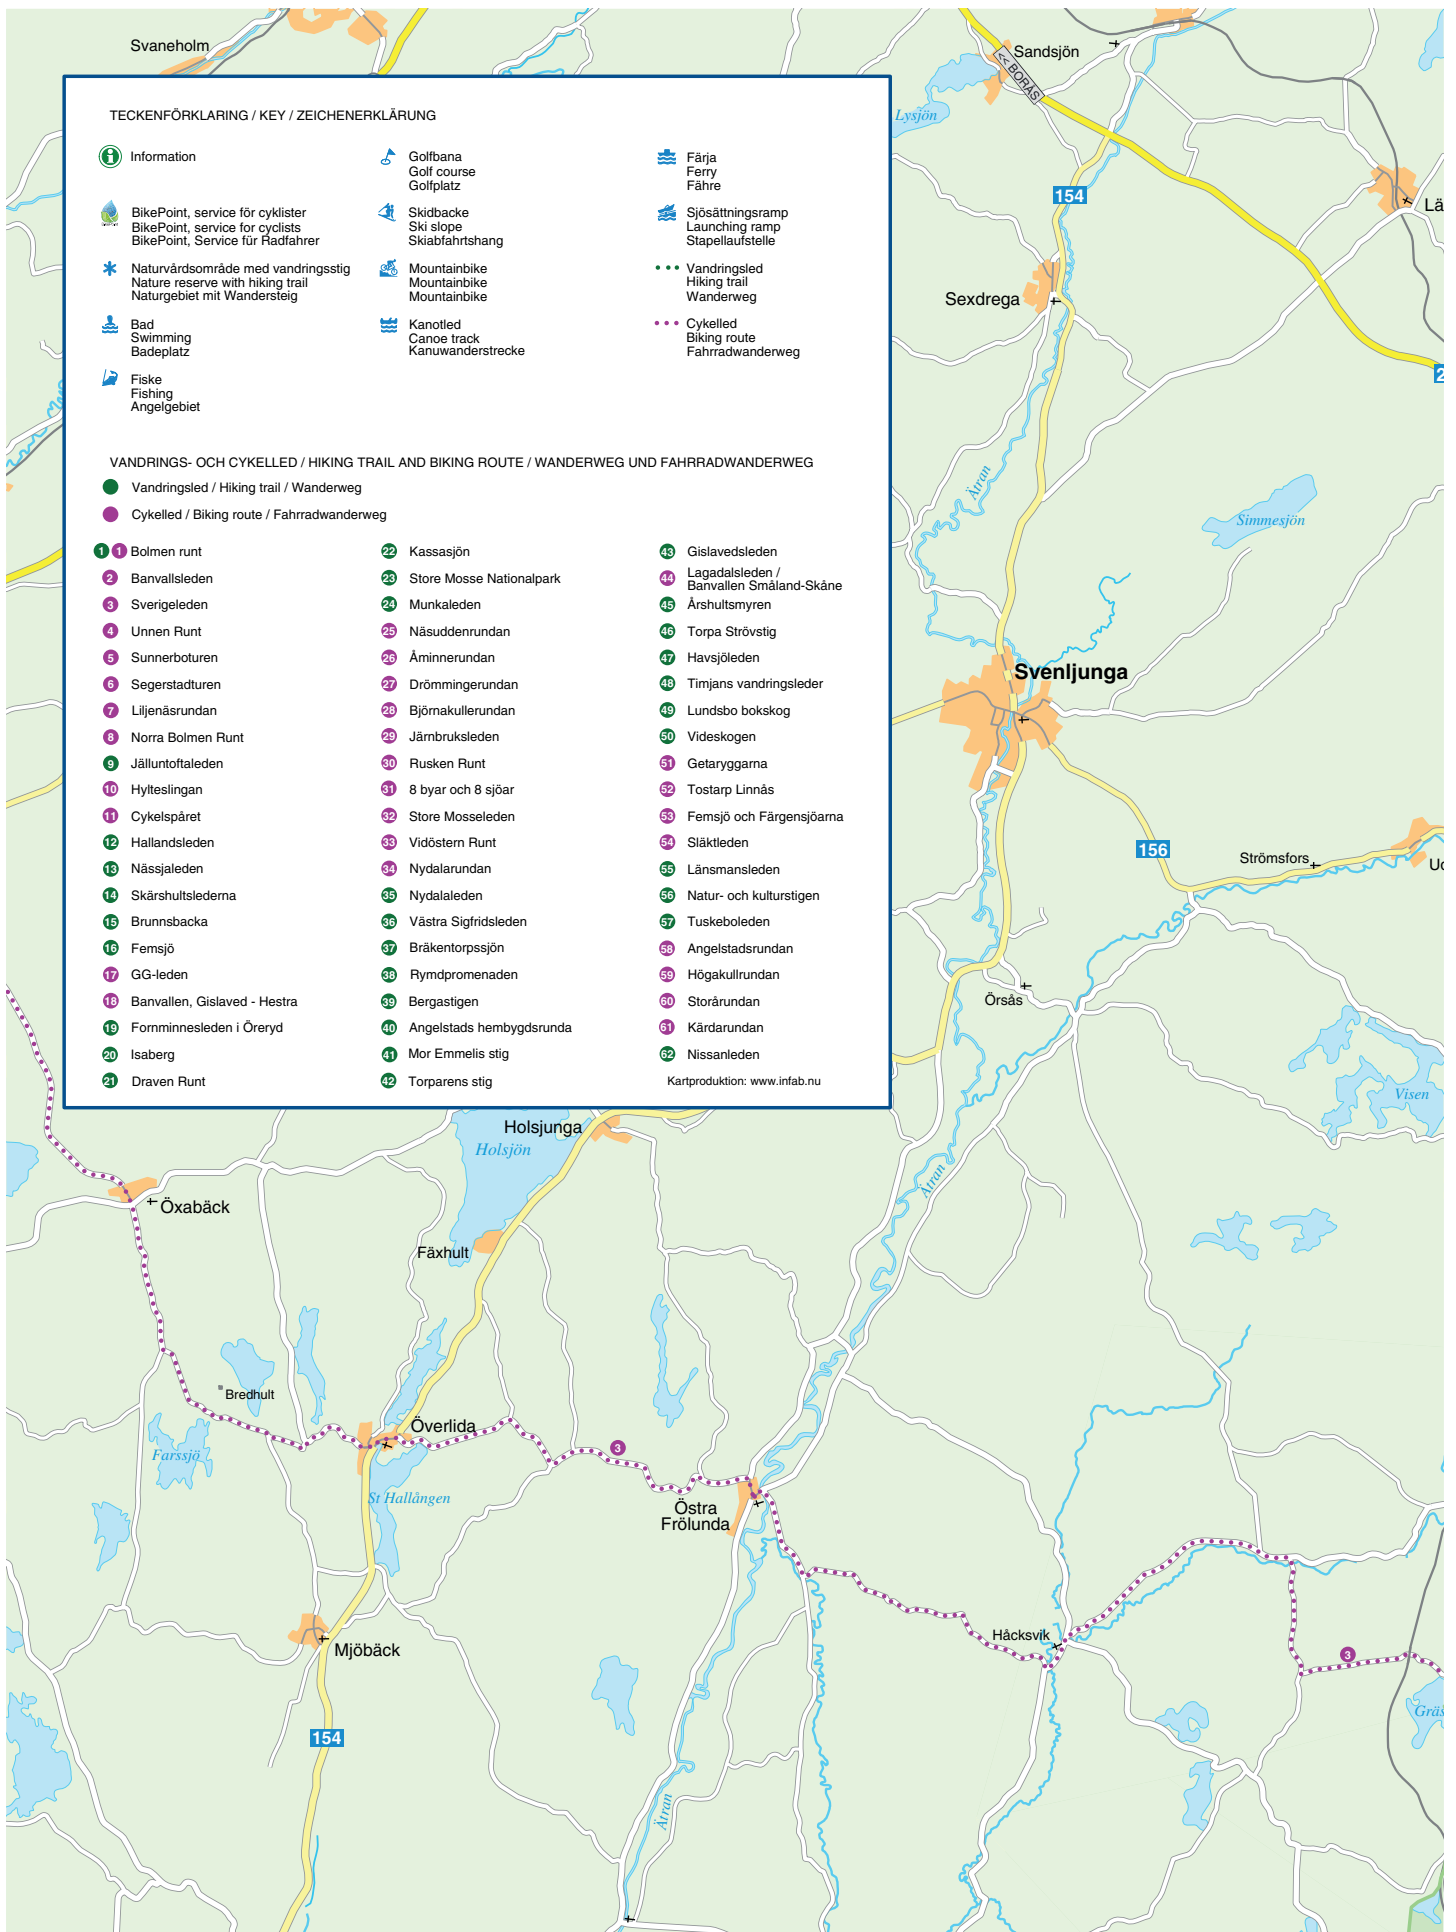 Svaneholm
Sandsjön
<< BORÅS
Lysjön
154
Lä
Sexdrega
2
Ätran
Simmesjön
Svenljunga
156
Strömsfors
Örsås
Visen
TECKENFÖRKLARING / KEY / ZEICHENERKLÄRUNG
Information
BikePoint, service för cyklister
BikePoint, service for cyclists
BikePoint, Service für Radfahrer
Naturvårdsområde med vandringsstig
Nature reserve with hiking trail
Naturgebiet mit Wandersteig
Bad
Swimming
Badeplatz
Fiske
Fishing
Angelgebiet
Golfbana
Golf course
Golfplatz
Skidbacke
Ski slope
Skiabfahrtshang
Mountainbike
Mountainbike
Mountainbike
Kanotled
Canoe track
Kanuwanderstrecke
Färja
Ferry
Fähre
Sjösättningsramp
Launching ramp
Stapellaufstelle
Vandringsled
Hiking trail
Wanderweg
Cykelled
Biking route
Fahrradwanderweg
VANDRINGS- OCH CYKELLED / HIKING TRAIL AND BIKING ROUTE / WANDERWEG UND FAHRRADWANDERWEG
Vandringsled / Hiking trail / Wanderweg
Cykelled / Biking route / Fahrradwanderweg
1 1 Bolmen runt
2 Banvallsleden
3 Sverigeleden
4 Unnen Runt
5 Sunnerboturen
6 Segerstadturen
7 Liljenäsrundan
8 Norra Bolmen Runt
9 Jälluntoftaleden
10 Hylteslingan
11 Cykelspåret
12 Hallandsleden
13 Nässjaleden
14 Skärshultslederna
15 Brunnsbacka
16 Femsjö
17 GG-leden
18 Banvallen, Gislaved - Hestra
19 Fornminnesleden i Öreryd
20 Isaberg
21 Draven Runt
22 Kassasjön
23 Store Mosse Nationalpark
24 Munkaleden
25 Näsuddenrundan
26 Åminnerundan
27 Drömmingerundan
28 Björnakullerundan
29 Järnbruksleden
30 Rusken Runt
31 8 byar och 8 sjöar
32 Store Mosseleden
33 Vidöstern Runt
34 Nydalarundan
35 Nydalaleden
36 Västra Sigfridsleden
37 Bräkentorpssjön
38 Rymdpromenaden
39 Bergastigen
40 Angelstads hembygdsrunda
41 Mor Emmelis stig
42 Torparens stig
43 Gislavedsleden
44 Lagadalsleden /
Banvallen Småland-Skåne
45 Årshultsmyren
46 Torpa Strövstig
47 Havsjöleden
48 Timjans vandringsleder
49 Lundsbo bokskog
50 Videskogen
51 Getaryggarna
52 Tostarp Linnås
53 Femsjö och Färgensjöarna
54 Släktleden
55 Länsmansleden
56 Natur- och kulturstigen
57 Tuskeboleden
58 Angelstadsrundan
59 Högakullrundan
60 Storårundan
61 Kärdarundan
62 Nissanleden
Kartproduktion: www.infab.nu
Holsjunga
Holsjön
Ätran
Öxabäck
Fäxhult
Bredhult
Överlida
Farssjö
3
St Hallången
Östra
Frölunda
Håcksvik
Mjöbäck
3
Gräs
154
Ätran